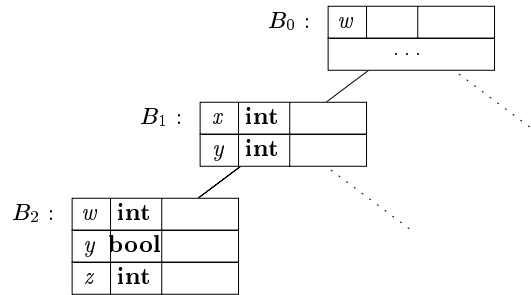 B₀ : w
· · ·
B₁ : x int
y int
B₂ : w int
y bool
z int